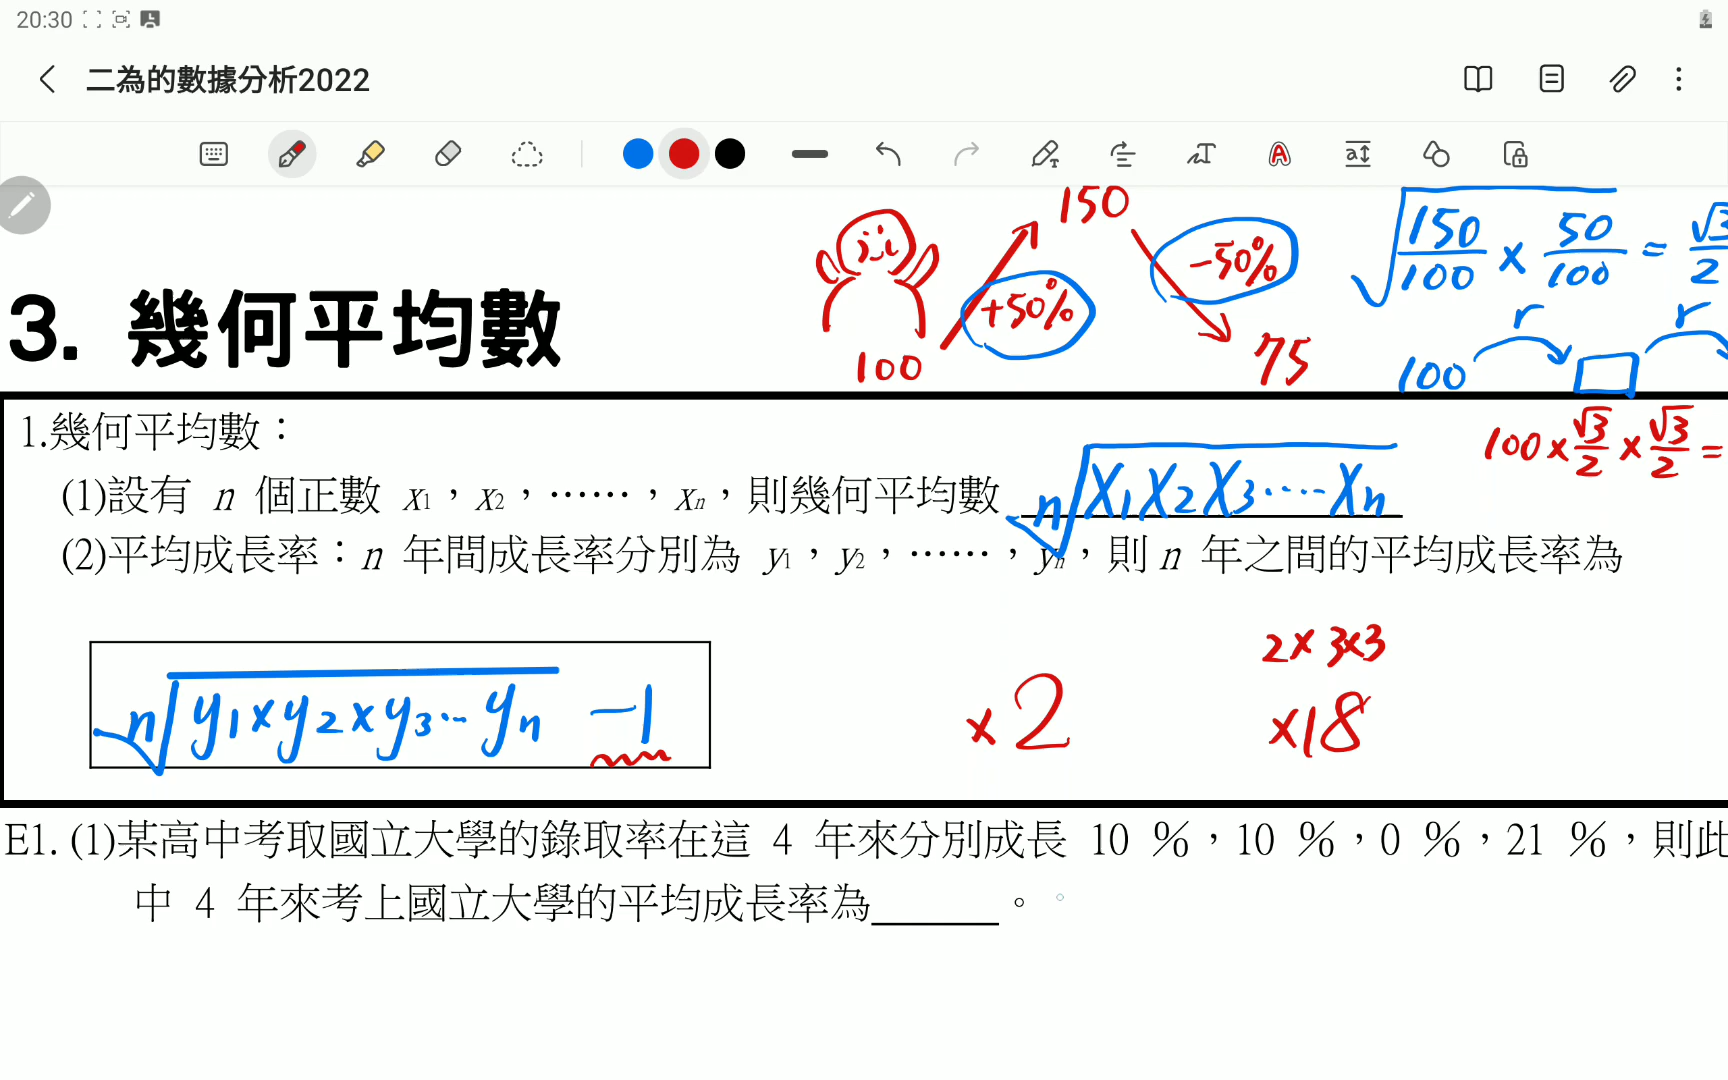 20:30
二為的數據分析2022
150
-50%
+50%
100
75
√150/100 × 50/100 = √3/2
r r
100
3. 幾何平均數
100×√3/2×√3/2=
1.幾何平均數：
(1)設有 n 個正數 x1，x2，……，xn，則幾何平均數 n√X1X2X3....Xn
(2)平均成長率：n 年間成長率分別為 y1，y2，……，yn，則 n 年之間的平均成長率為
n√y1×y2×y3..yn -1
×2
2×3×3
×18
E1. (1)某高中考取國立大學的錄取率在這 4 年來分別成長 10 %，10 %，0 %，21 %，則此
中 4 年來考上國立大學的平均成長率為______。